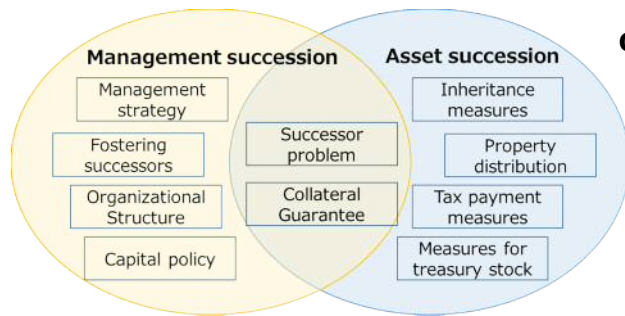 Management succession
Asset succession
Management
strategy
Fostering
successors
Organizational
Structure
Capital policy
Successor
problem
Collateral
Guarantee
Inheritance
measures
Property
distribution
Tax payment
measures
Measures for
treasury stock